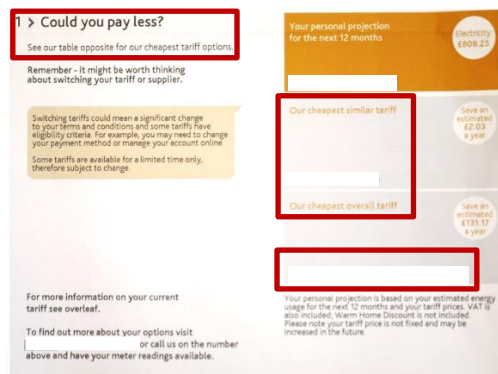 1 > Could you pay less?
See our table opposite for our cheapest tariff options.
Remember - it might be worth thinking
about switching your tariff or supplier.
Switching tariffs could mean a significant change
to your terms and conditions and some tariffs have
eligibility criteria. For example, you may need to change
your payment method or manage your account online.
Some tariffs are available for a limited time only,
therefore subject to change.
For more information on your current
tariff see overleaf.
To find out more about your options visit
or call us on the number
above and have your meter readings available.
Your personal projection
for the next 12 months
Electricity
£808.25
Our cheapest similar tariff
Save an
estimated
£2.03
a year
Our cheapest overall tariff
Save an
estimated
£131.17
a year
Your personal projection is based on your estimated energy
usage for the next 12 months and your tariff prices. VAT is
also included; Warm Home Discount is not included.
Please note your tariff price is not fixed and may be
increased in the future.